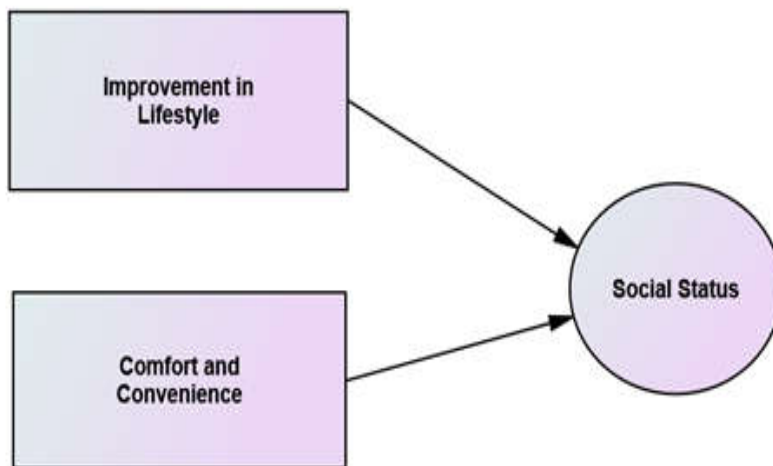 Improvement in
Lifestyle
Social Status
Comfort and
Convenience